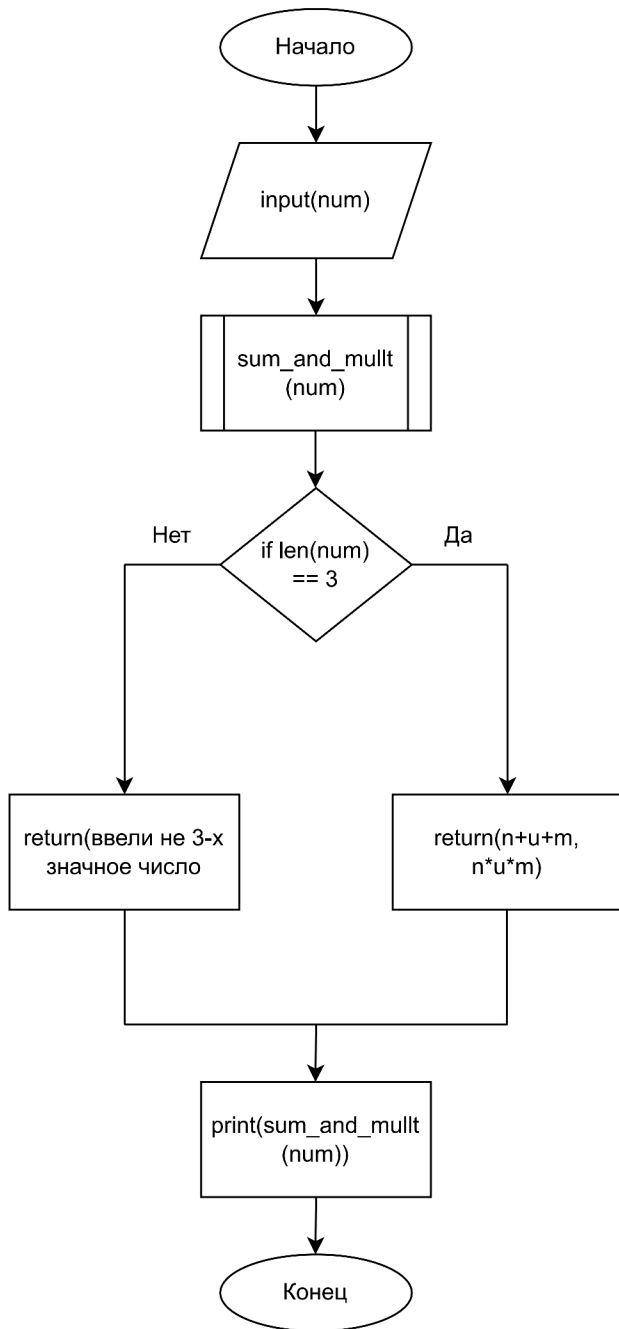 Начало
input(num)
sum_and_mullt
(num)
Нет
if len(num)
== 3
Да
return(ввели не 3-х
значное число
return(n+u+m,
n*u*m)
print(sum_and_mullt
(num))
Конец